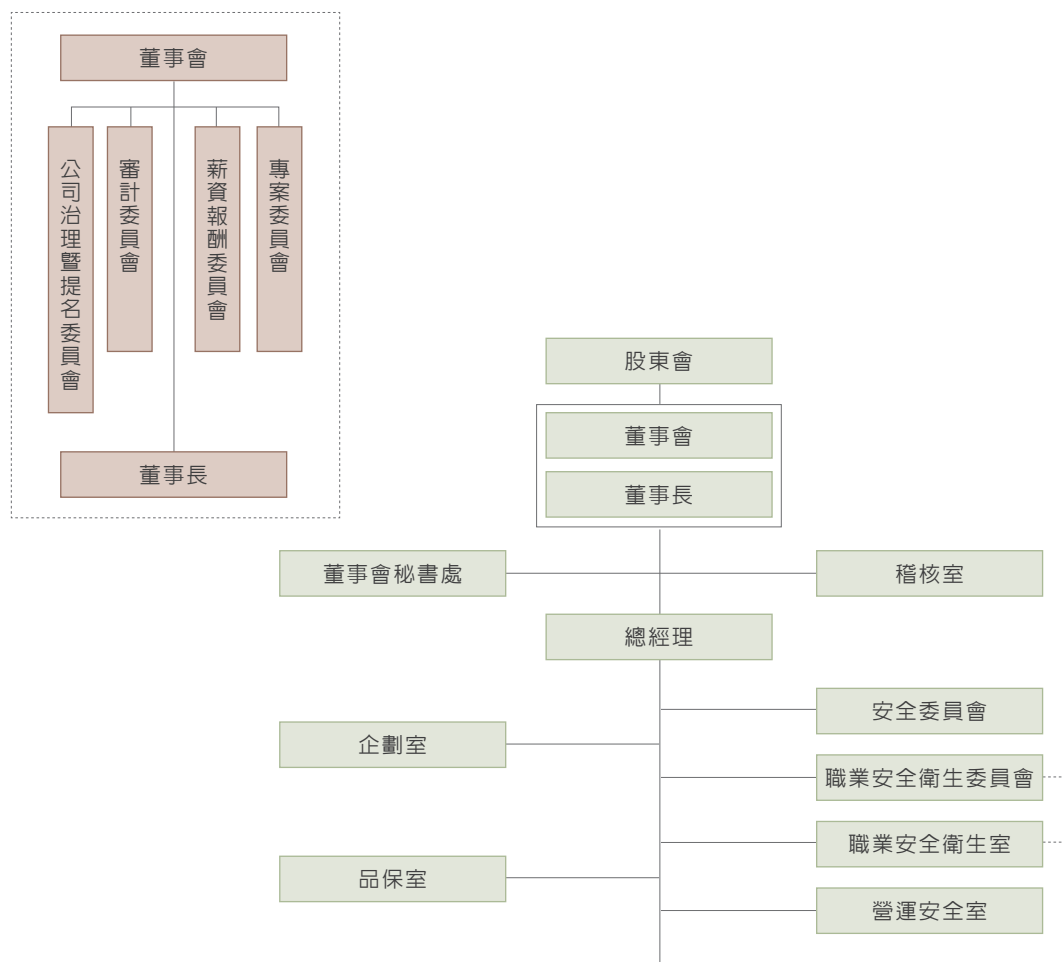 董事會
公司治理暨提名委員會
審計委員會
薪資報酬委員會
專案委員會
董事長
股東會
董事會
董事長
董事會秘書處
稽核室
總經理
安全委員會
企劃室
職業安全衛生委員會
職業安全衛生室
品保室
營運安全室